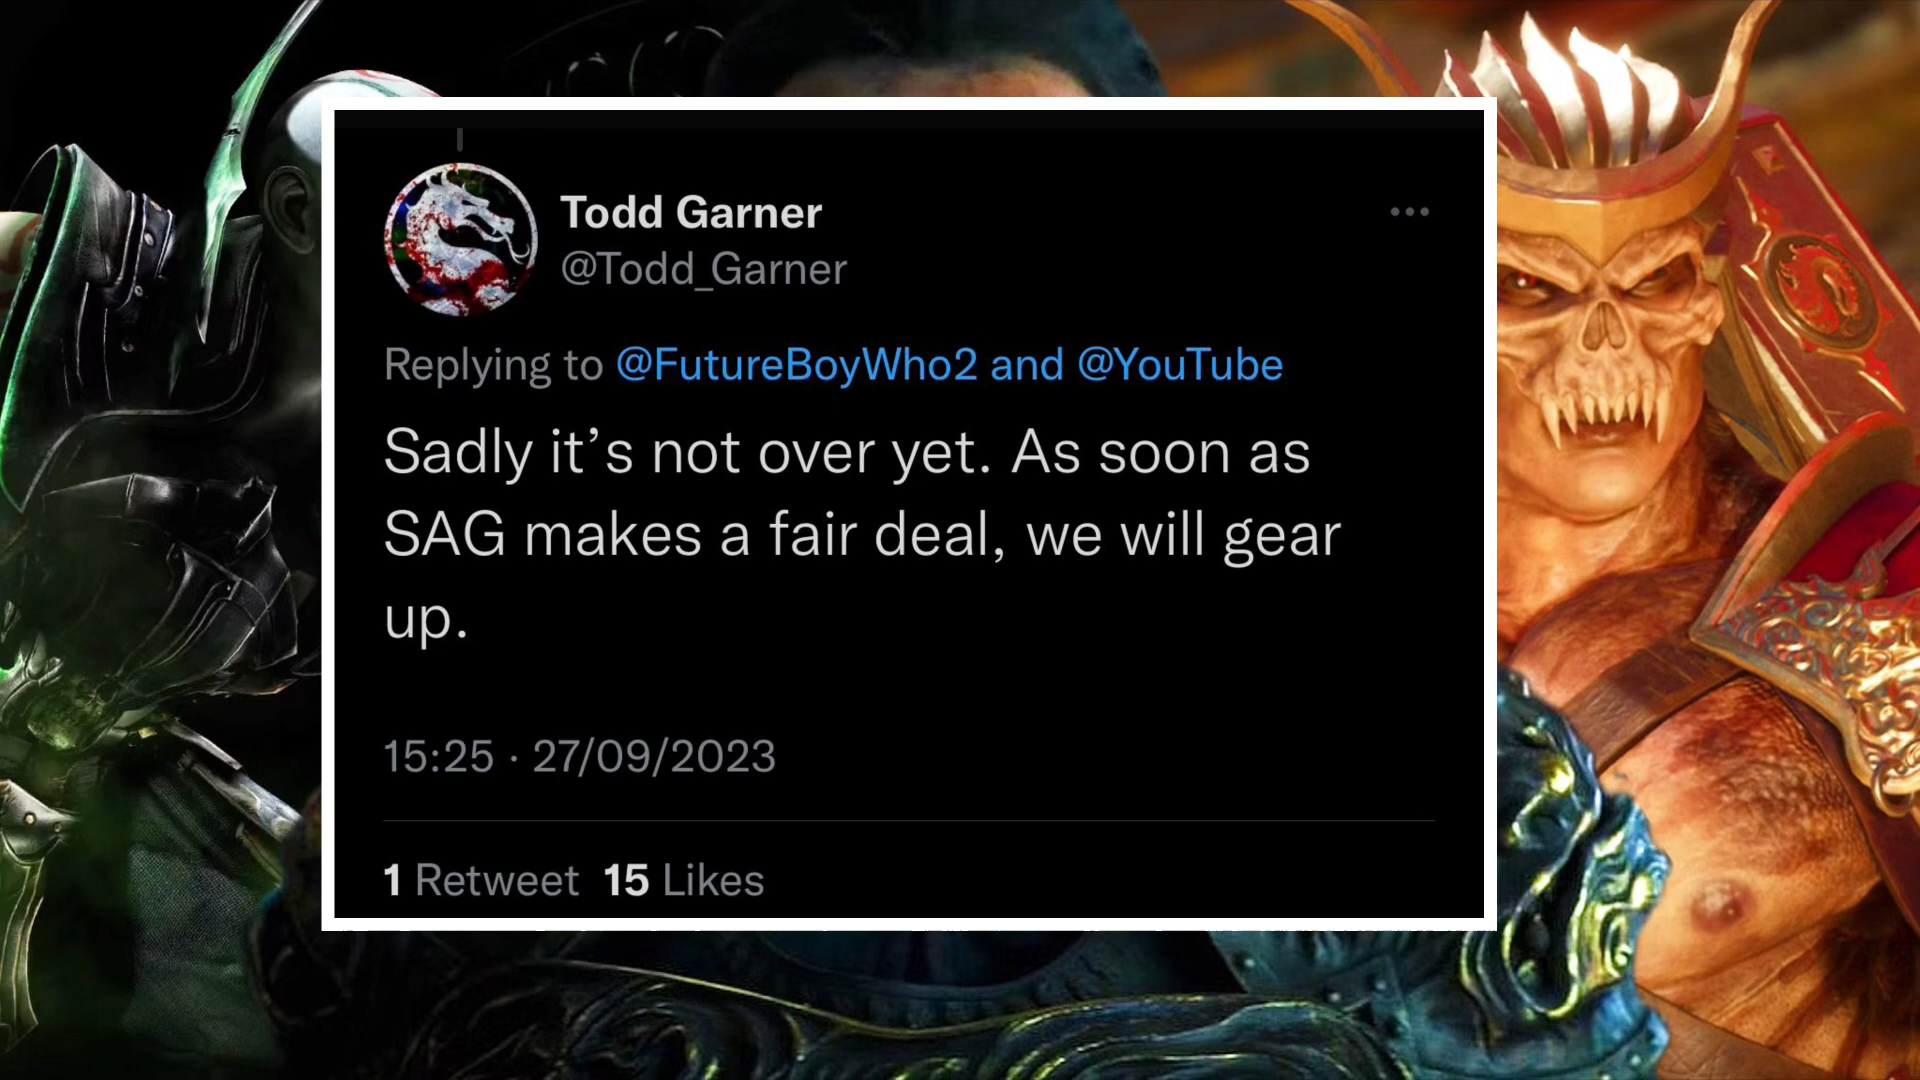 Todd Garner
@Todd_Garner
Replying to @FutureBoyWho2 and @YouTube
Sadly it’s not over yet. As soon as
SAG makes a fair deal, we will gear
up.
15:25 · 27/09/2023
1 Retweet 15 Likes